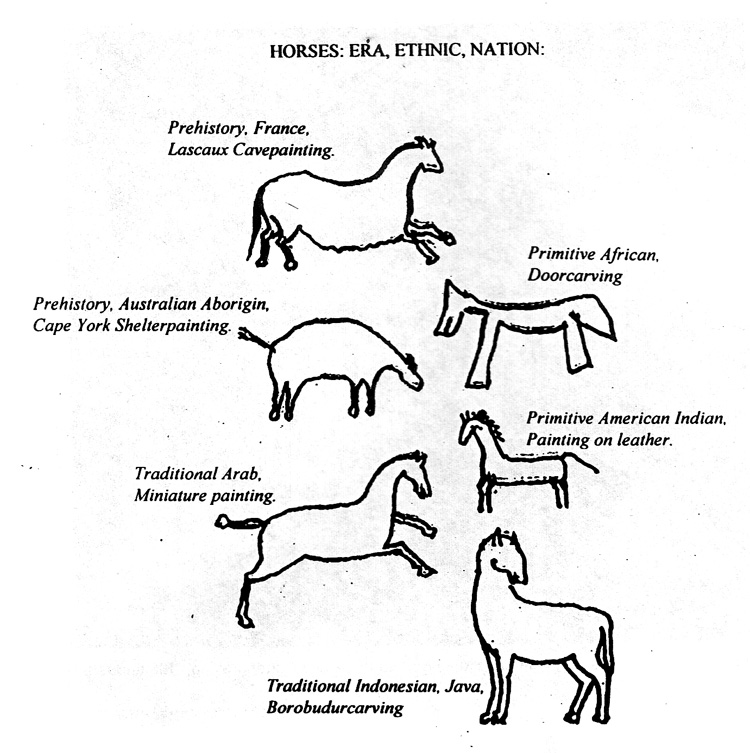 HORSES: ERA, ETHNIC, NATION:
Prehistory, France,
Lascaux Cavepainting.
Primitive African,
Doorcarving
Prehistory, Australian Aborigin,
Cape York Shelterpainting.
Primitive American Indian,
Painting on leather.
Traditional Arab,
Miniature painting.
Traditional Indonesian, Java,
Borobudurcarving